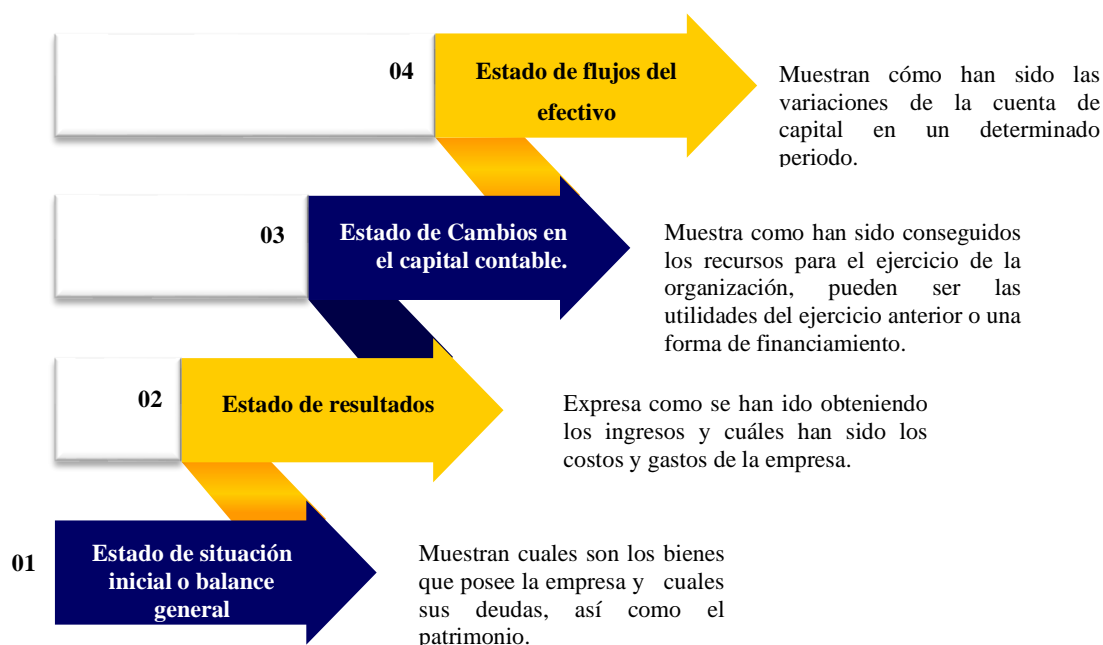 04
Estado de flujos del
efectivo
Muestran cómo han sido las
variaciones de la cuenta de
capital en un determinado
periodo.
03
Estado de Cambios en
el capital contable.
Muestra como han sido conseguidos
los recursos para el ejercicio de la
organización, pueden ser las
utilidades del ejercicio anterior o una
forma de financiamiento.
02
Estado de resultados
Expresa como se han ido obteniendo
los ingresos y cuáles han sido los
costos y gastos de la empresa.
01
Estado de situación
inicial o balance
general
Muestran cuales son los bienes
que posee la empresa y cuales
sus deudas, así como el
patrimonio.